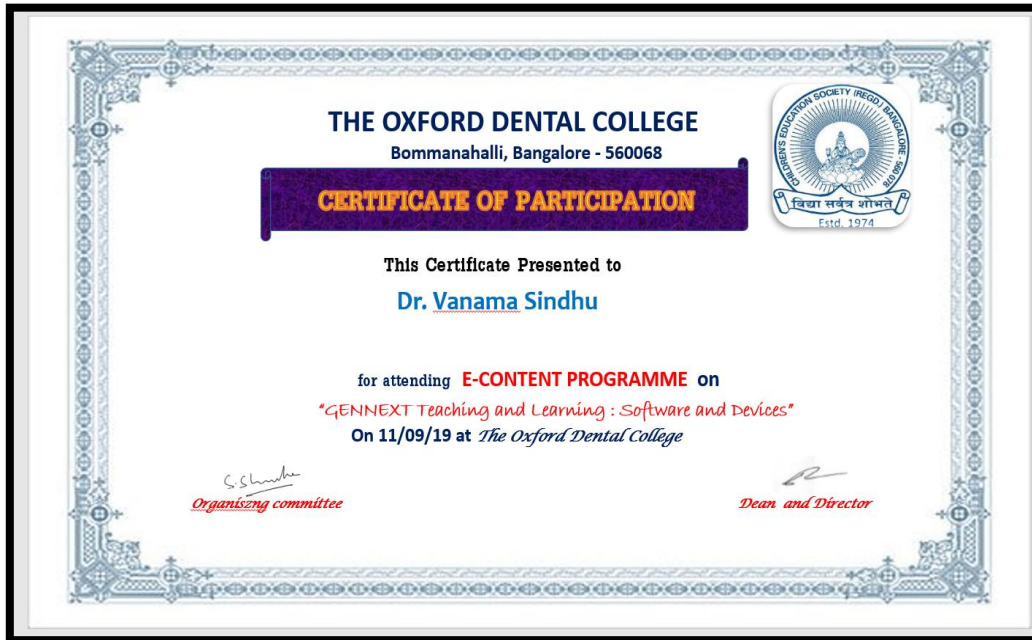 THE OXFORD DENTAL COLLEGE
Bommanahalli, Bangalore - 560068
CHILDREN'S EDUCATION SOCIETY (REGD.) BANGALORE - 560 078
विद्या सर्वत्र शोभते
Estd. 1974
CERTIFICATE OF PARTICIPATION
This Certificate Presented to
Dr. Vanama Sindhu
for attending E-CONTENT PROGRAMME on
"GENNEXT Teaching and Learning : Software and Devices"
On 11/09/19 at The Oxford Dental College
Organiszng committee
Dean and Director